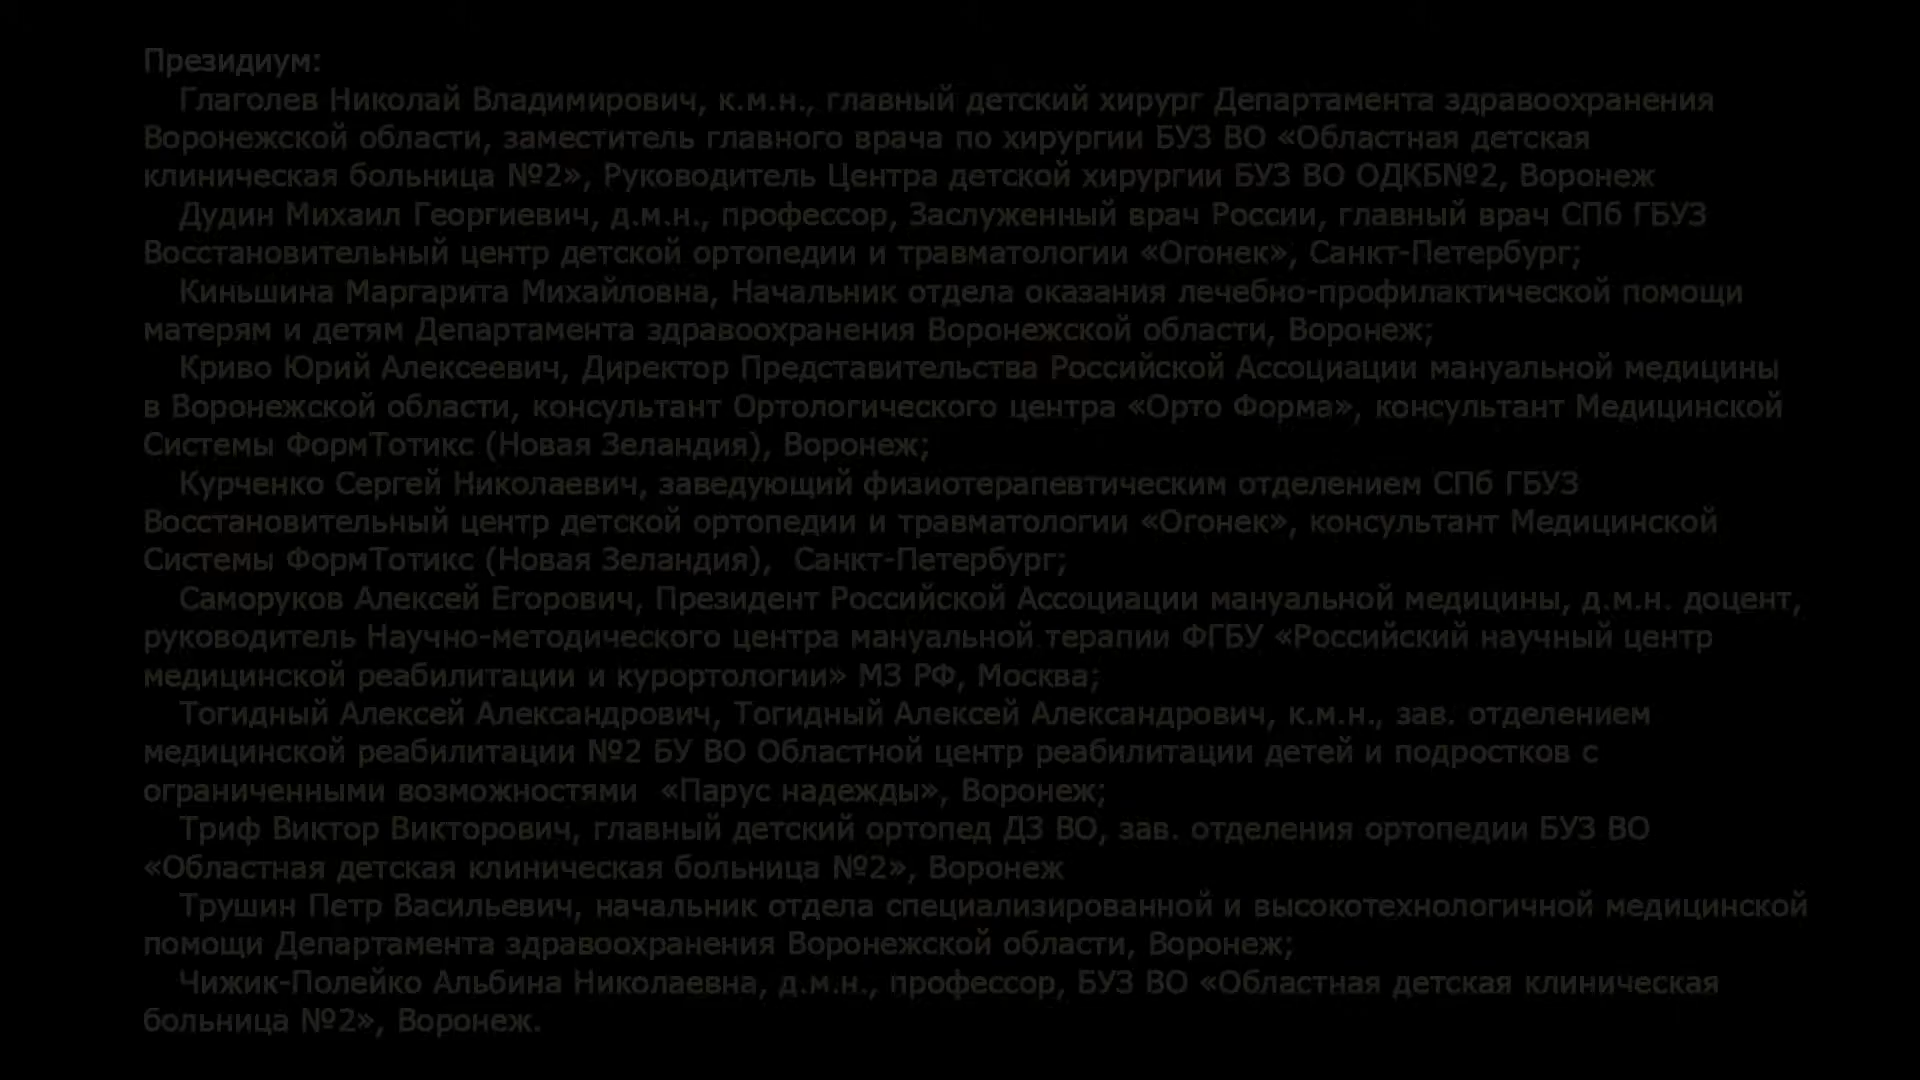 Президиум:
Глаголев Николай Владимирович, к.м.н., главный детский хирург Департамента здравоохранения
Воронежской области, заместитель главного врача по хирургии БУЗ ВО «Областная детская
клиническая больница №2», Руководитель Центра детской хирургии БУЗ ВО ОДКБ№2, Воронеж
Дудин Михаил Георгиевич, д.м.н., профессор, Заслуженный врач России, главный врач СПб ГБУЗ
Восстановительный центр детской ортопедии и травматологии «Огонек», Санкт-Петербург;
Киньшина Маргарита Михайловна, Начальник отдела оказания лечебно-профилактической помощи
матерям и детям Департамента здравоохранения Воронежской области, Воронеж;
Криво Юрий Алексеевич, Директор Представительства Российской Ассоциации мануальной медицины
в Воронежской области, консультант Ортологического центра «Орто Форма», консультант Медицинской
Системы ФормТотикс (Новая Зеландия), Воронеж;
Курченко Сергей Николаевич, заведующий физиотерапевтическим отделением СПб ГБУЗ
Восстановительный центр детской ортопедии и травматологии «Огонек», консультант Медицинской
Системы ФормТотикс (Новая Зеландия),  Санкт-Петербург;
Саморуков Алексей Егорович, Президент Российской Ассоциации мануальной медицины, д.м.н. доцент,
руководитель Научно-методического центра мануальной терапии ФГБУ «Российский научный центр
медицинской реабилитации и курортологии» МЗ РФ, Москва;
Тогидный Алексей Александрович, Тогидный Алексей Александрович, к.м.н., зав. отделением
медицинской реабилитации №2 БУ ВО Областной центр реабилитации детей и подростков с
ограниченными возможностями  «Парус надежды», Воронеж;
Триф Виктор Викторович, главный детский ортопед ДЗ ВО, зав. отделения ортопедии БУЗ ВО
«Областная детская клиническая больница №2», Воронеж
Трушин Петр Васильевич, начальник отдела специализированной и высокотехнологичной медицинской
помощи Департамента здравоохранения Воронежской области, Воронеж;
Чижик-Полейко Альбина Николаевна, д.м.н., профессор, БУЗ ВО «Областная детская клиническая
больница №2», Воронеж.